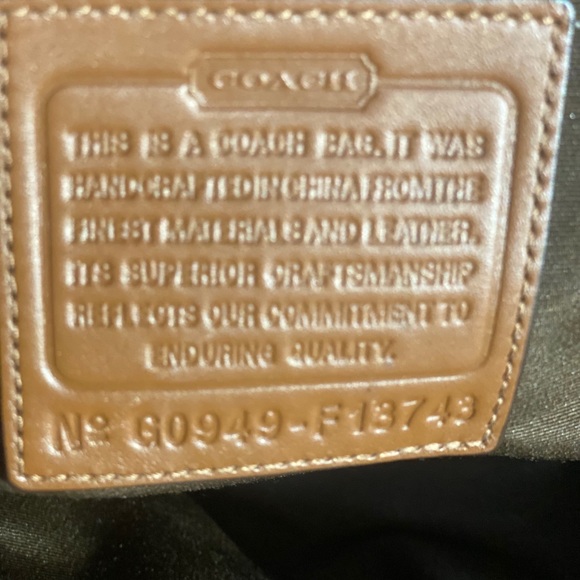 COACH
THIS IS A COACH BAG. IT WAS
HANDCRAFTED IN CHINA FROM THE
FINEST MATERIALS AND LEATHER.
ITS SUPERIOR CRAFTSMANSHIP
REFLECTS OUR COMMITMENT TO
ENDURING QUALITY.
Nº G0949-F13743